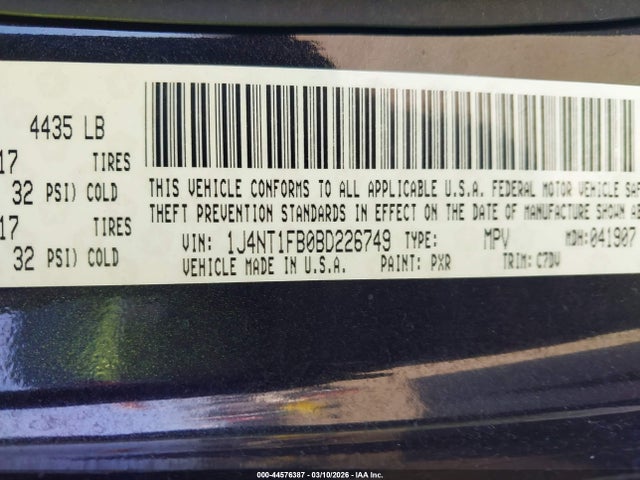 4435 LB
17 TIRES
32 PSI) COLD
17 TIRES
32 PSI) COLD
THIS VEHICLE CONFORMS TO ALL APPLICABLE U.S.A. FEDERAL MOTOR VEHICLE SAF
THEFT PREVENTION STANDARDS IN EFFECT ON THE DATE OF MANUFACTURE SHOWN A
VIN: 1J4NT1FB0BD226749 TYPE: MPV MDH:041907
VEHICLE MADE IN U.S.A. PAINT: PXR TRIM: C7DV
000-44576387 - 03/10/2026 - IAA Inc.